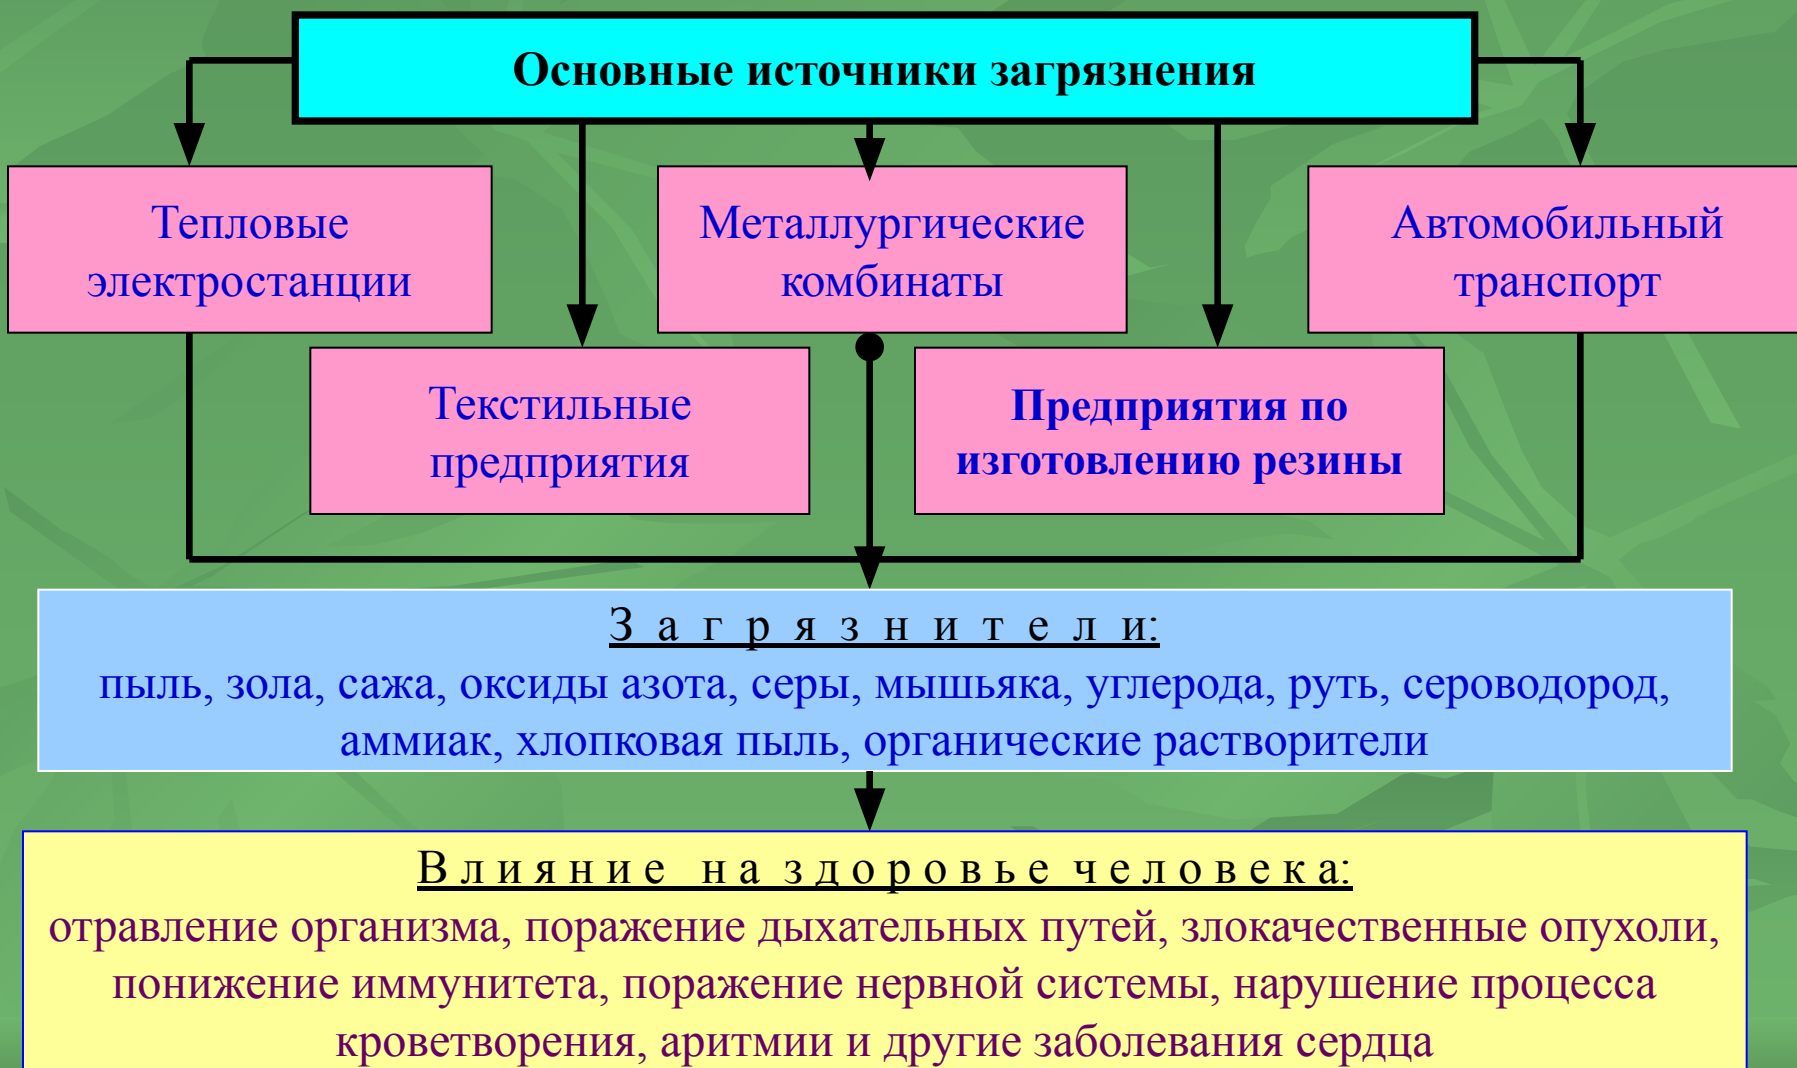 Основные источники загрязнения
Тепловые
электростанции
Металлургические
комбинаты
Автомобильный
транспорт
Текстильные
предприятия
Предприятия по
изготовлению резины
З а г р я з н и т е л и:
пыль, зола, сажа, оксиды азота, серы, мышьяка, углерода, руть, сероводород,
аммиак, хлопковая пыль, органические растворители
В л и я н и е н а з д о р о в ь е ч е л о в е к а:
отравление организма, поражение дыхательных путей, злокачественные опухоли,
понижение иммунитета, поражение нервной системы, нарушение процесса
кроветворения, аритмии и другие заболевания сердца